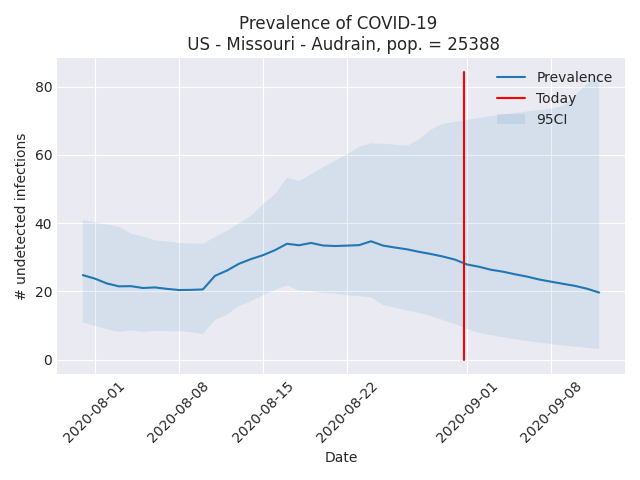 Prevalence of COVID-19
US - Missouri - Audrain, pop. = 25388
Prevalence
Today
95CI
# undetected infections
80
60
40
20
0
2020-08-01
2020-08-08
2020-08-15
2020-08-22
2020-09-01
2020-09-08
Date